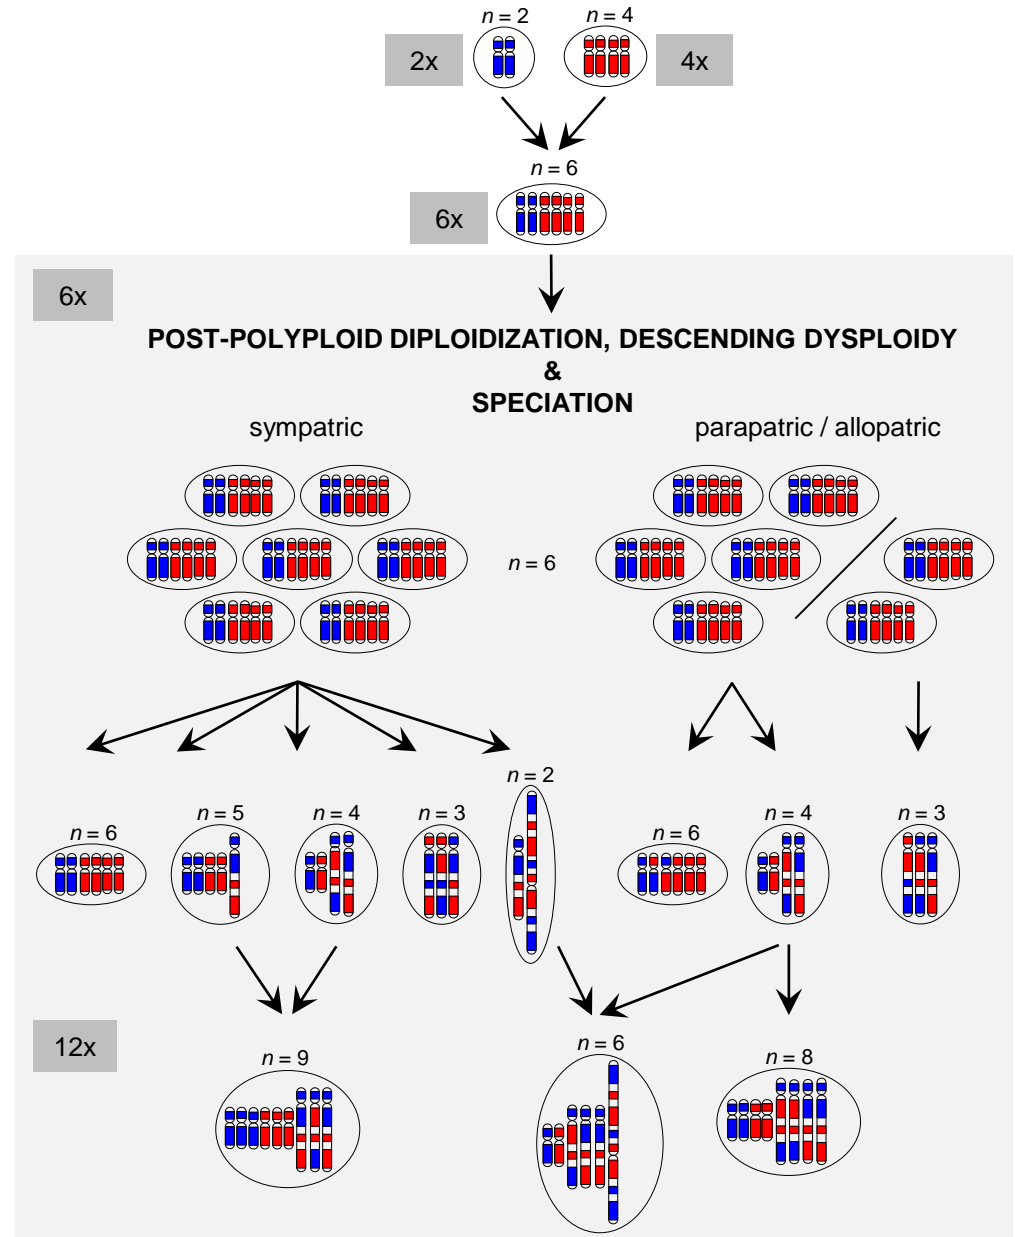 n = 2
n = 4
2x
4x
n = 6
6x
6x
POST-POLYPLOID DIPLOIDIZATION, DESCENDING DYSPLOIDY
&
SPECIATION
sympatric
parapatric / allopatric
n = 6
n = 2
n = 6
n = 5
n = 4
n = 3
n = 6
n = 4
n = 3
12x
n = 9
n = 6
n = 8